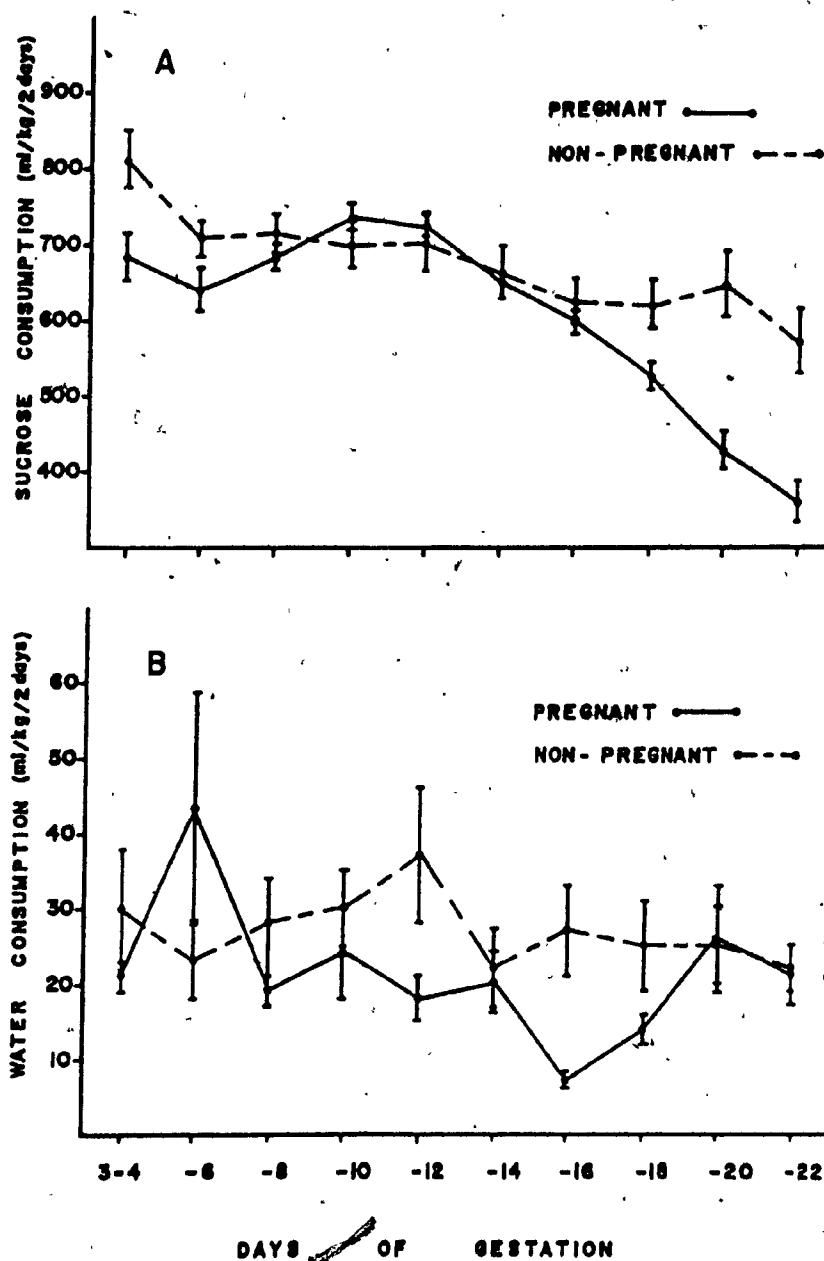 A
SUCROSE CONSUMPTION (ml/kg/2 days)
900
800
700
600
500
400
PREGNANT
NON-PREGNANT
B
WATER CONSUMPTION (ml/kg/2 days)
60
50
40
30
20
10
PREGNANT
NON-PREGNANT
3-4 -6 -8 -10 -12 -14 -16 -18 -20 -22
DAYS OF GESTATION